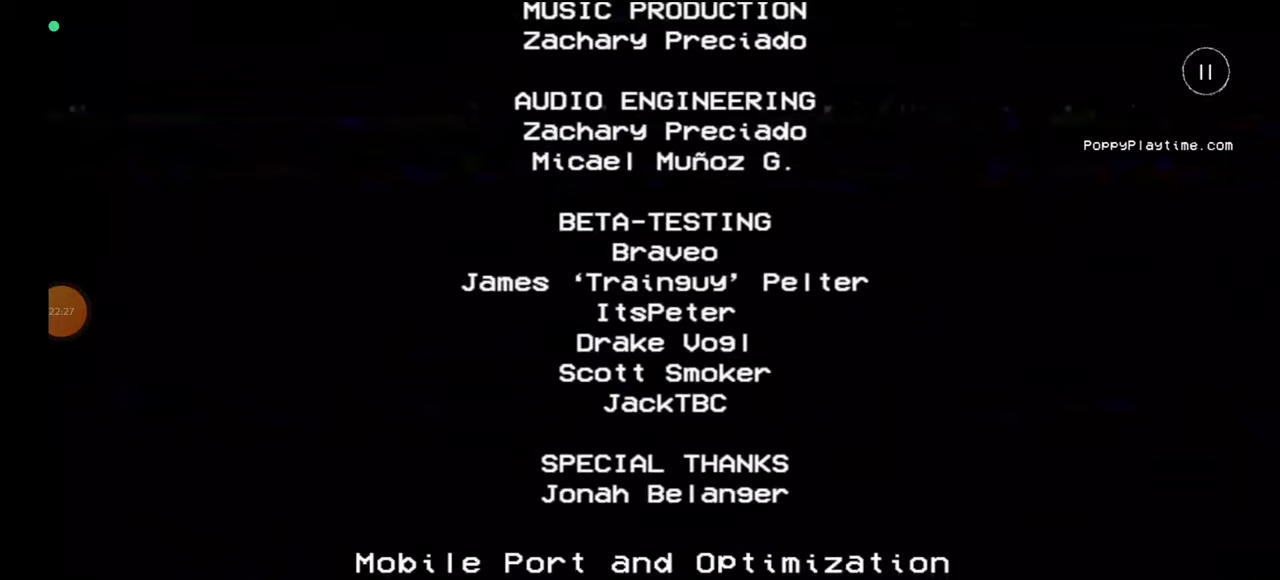 MUSIC PRODUCTION
Zachary Preciado
AUDIO ENGINEERING
Zachary Preciado
Micael Muñoz G.
PoppyPlaytime.com
BETA-TESTING
Braveo
James ‘Trainguy’ Pelter
22:27
ItsPeter
Drake Vogl
Scott Smoker
JackTBC
SPECIAL THANKS
Jonah Belanger
Mobile Port and Optimization